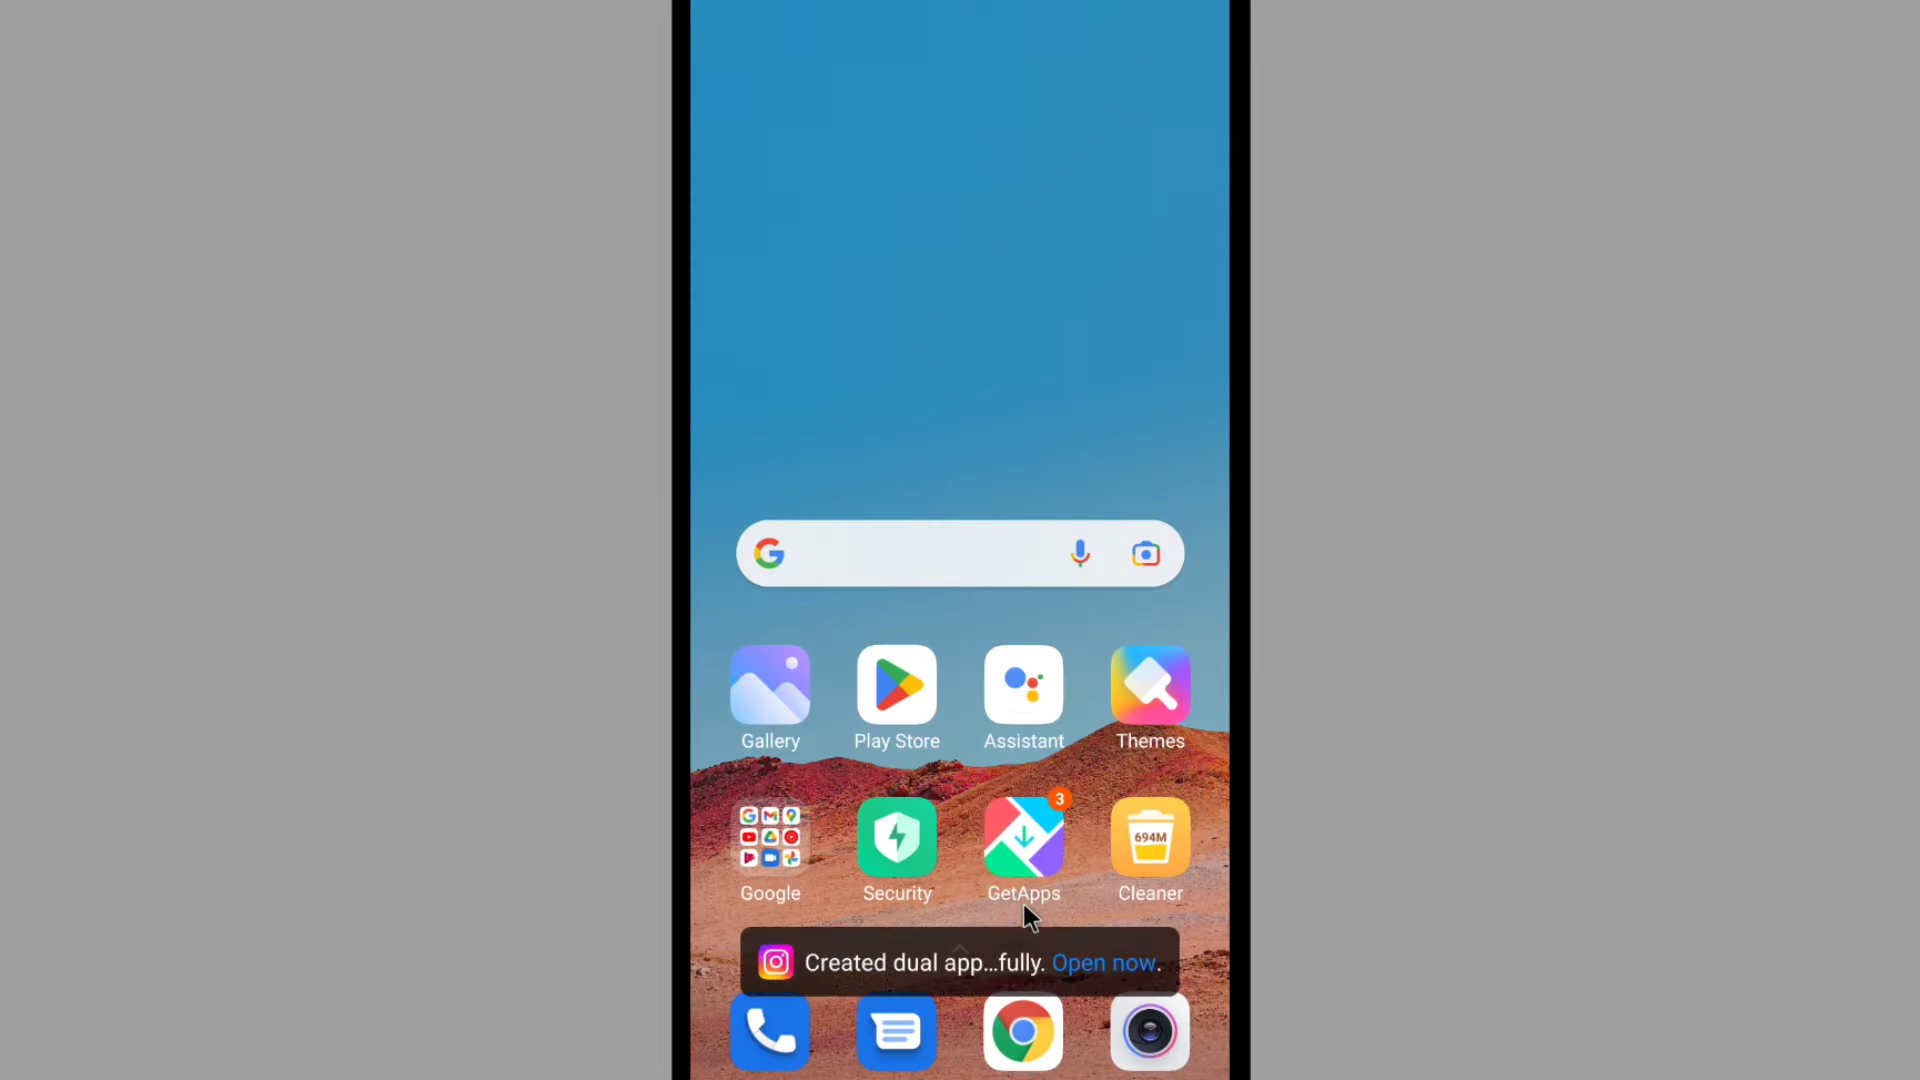 Gallery Play Store Assistant Themes
3
694M
Google Security GetApps Cleaner
Created dual app...fully. Open now.